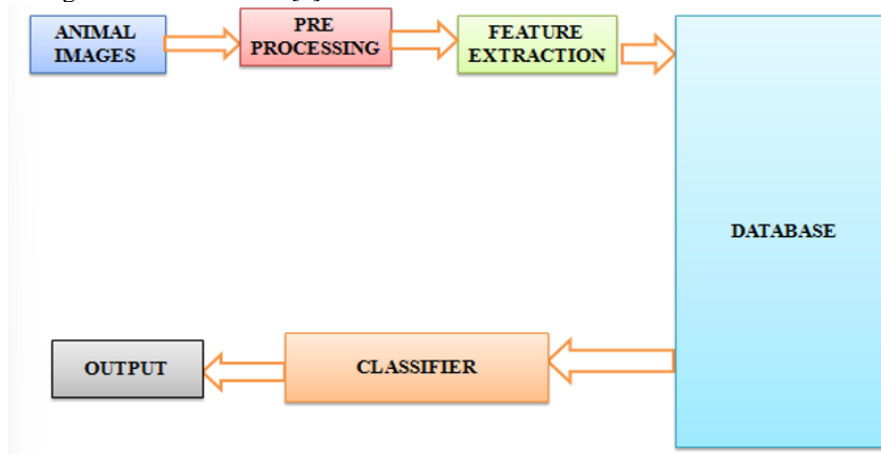 ANIMAL
IMAGES
PRE
PROCESSING
FEATURE
EXTRACTION
DATABASE
CLASSIFIER
OUTPUT